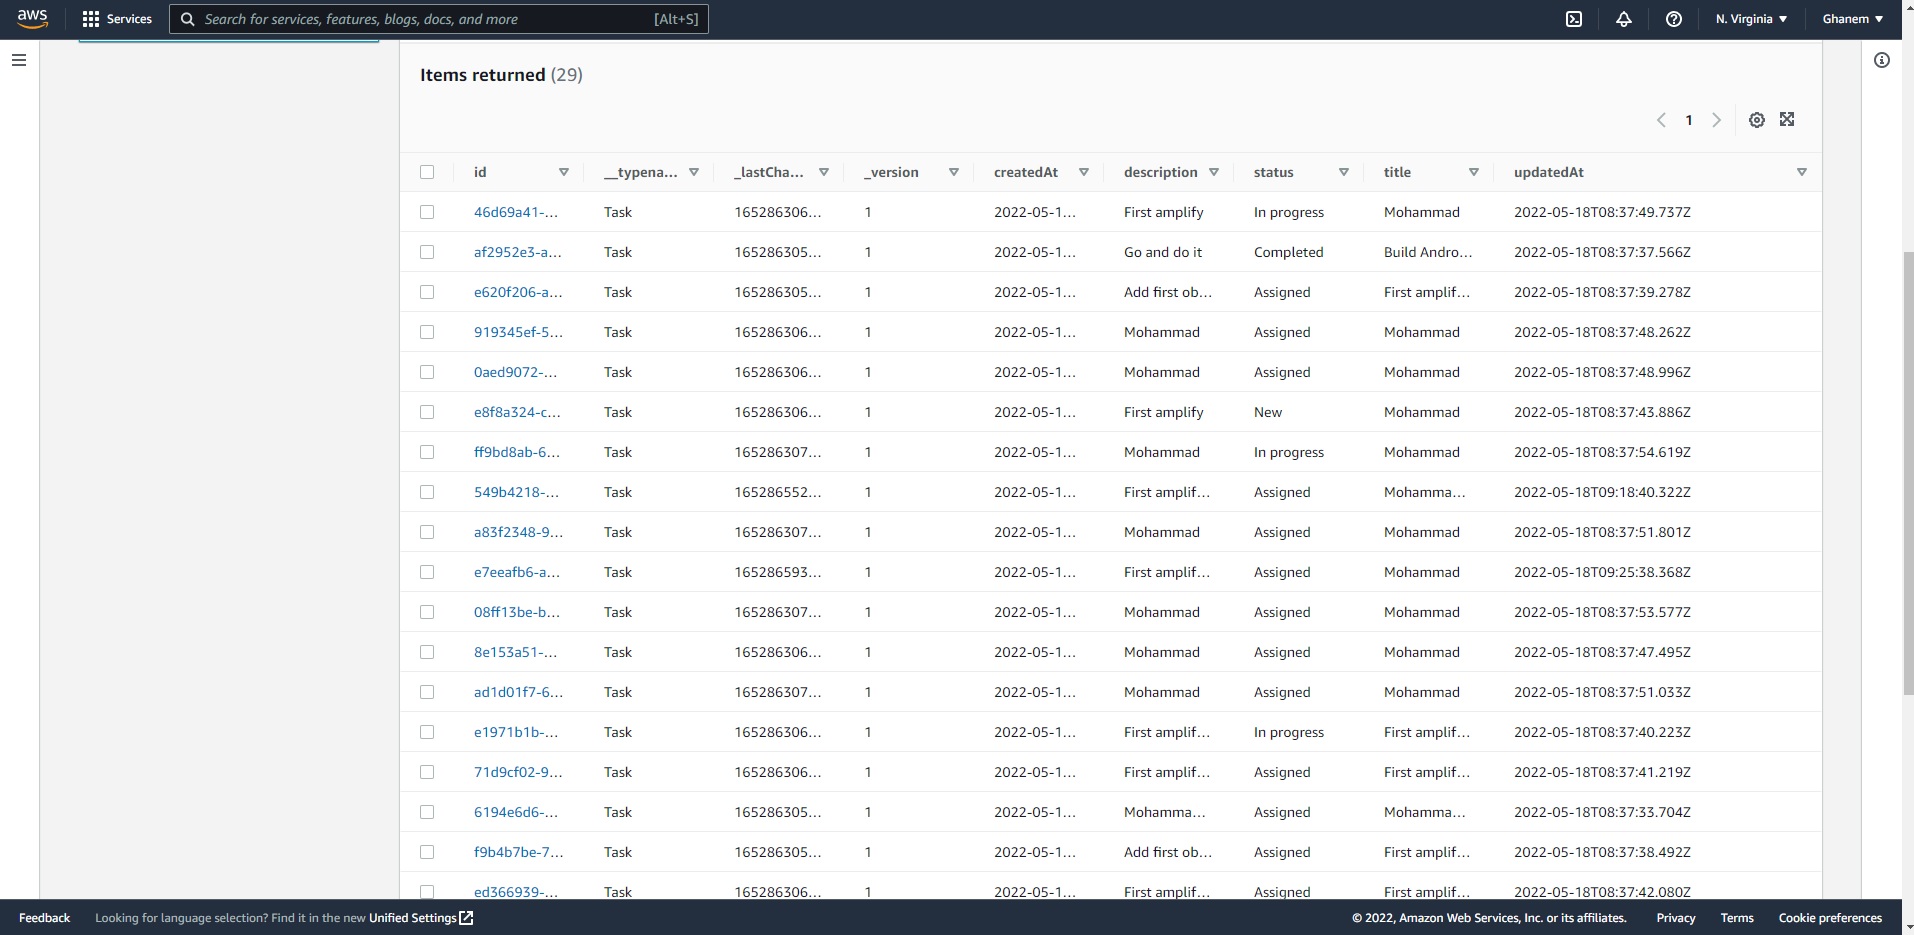 aws Services Search for services, features, blogs, docs, and more [Alt+S] N. Virginia Ghanem
Items returned (29)
1
id __typena... _lastCha... _version createdAt description status title updatedAt
46d69a41-... Task 165286306... 1 2022-05-1... First amplify In progress Mohammad 2022-05-18T08:37:49.737Z
af2952e3-a... Task 165286305... 1 2022-05-1... Go and do it Completed Build Andro... 2022-05-18T08:37:37.566Z
e620f206-a... Task 165286305... 1 2022-05-1... Add first ob... Assigned First amplif... 2022-05-18T08:37:39.278Z
919345ef-5... Task 165286306... 1 2022-05-1... Mohammad Assigned Mohammad 2022-05-18T08:37:48.262Z
0aed9072-... Task 165286306... 1 2022-05-1... Mohammad Assigned Mohammad 2022-05-18T08:37:48.996Z
e8f8a324-c... Task 165286306... 1 2022-05-1... First amplify New Mohammad 2022-05-18T08:37:43.886Z
ff9bd8ab-6... Task 165286307... 1 2022-05-1... Mohammad In progress Mohammad 2022-05-18T08:37:54.619Z
549b4218-... Task 165286552... 1 2022-05-1... First amplif... Assigned Mohamma... 2022-05-18T09:18:40.322Z
a83f2348-9... Task 165286307... 1 2022-05-1... Mohammad Assigned Mohammad 2022-05-18T08:37:51.801Z
e7eeafb6-a... Task 165286593... 1 2022-05-1... First amplif... Assigned Mohammad 2022-05-18T09:25:38.368Z
08ff13be-b... Task 165286307... 1 2022-05-1... Mohammad Assigned Mohammad 2022-05-18T08:37:53.577Z
8e153a51-... Task 165286306... 1 2022-05-1... Mohammad Assigned Mohammad 2022-05-18T08:37:47.495Z
ad1d01f7-6... Task 165286307... 1 2022-05-1... Mohammad Assigned Mohammad 2022-05-18T08:37:51.033Z
e1971b1b-... Task 165286306... 1 2022-05-1... First amplif... In progress First amplif... 2022-05-18T08:37:40.223Z
71d9cf02-9... Task 165286306... 1 2022-05-1... First amplif... Assigned First amplif... 2022-05-18T08:37:41.219Z
6194e6d6-... Task 165286305... 1 2022-05-1... Mohamma... Assigned Mohamma... 2022-05-18T08:37:33.704Z
f9b4b7be-7... Task 165286305... 1 2022-05-1... Add first ob... Assigned First amplif... 2022-05-18T08:37:38.492Z
ed366939-... Task 165286306... 1 2022-05-1... First amplif... Assigned First amplif... 2022-05-18T08:37:42.080Z
Feedback Looking for language selection? Find it in the new Unified Settings © 2022, Amazon Web Services, Inc. or its affiliates. Privacy Terms Cookie preferences